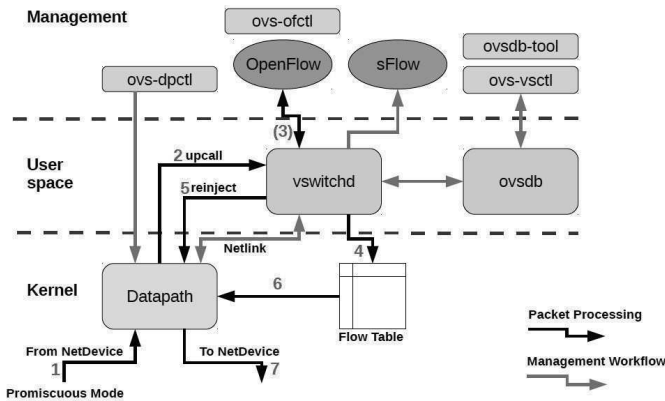 Management
ovs-ofctl
OpenFlow
sFlow
ovsdb-tool
ovs-vsctl
ovs-dpctl
(3)
User
space
2 upcall
5 reinject
vswitchd
ovsdb
Netlink
4
Kernel
Datapath
6
Flow Table
From NetDevice
1
Promiscuous Mode
To NetDevice
7
Packet Processing
Management Workflow